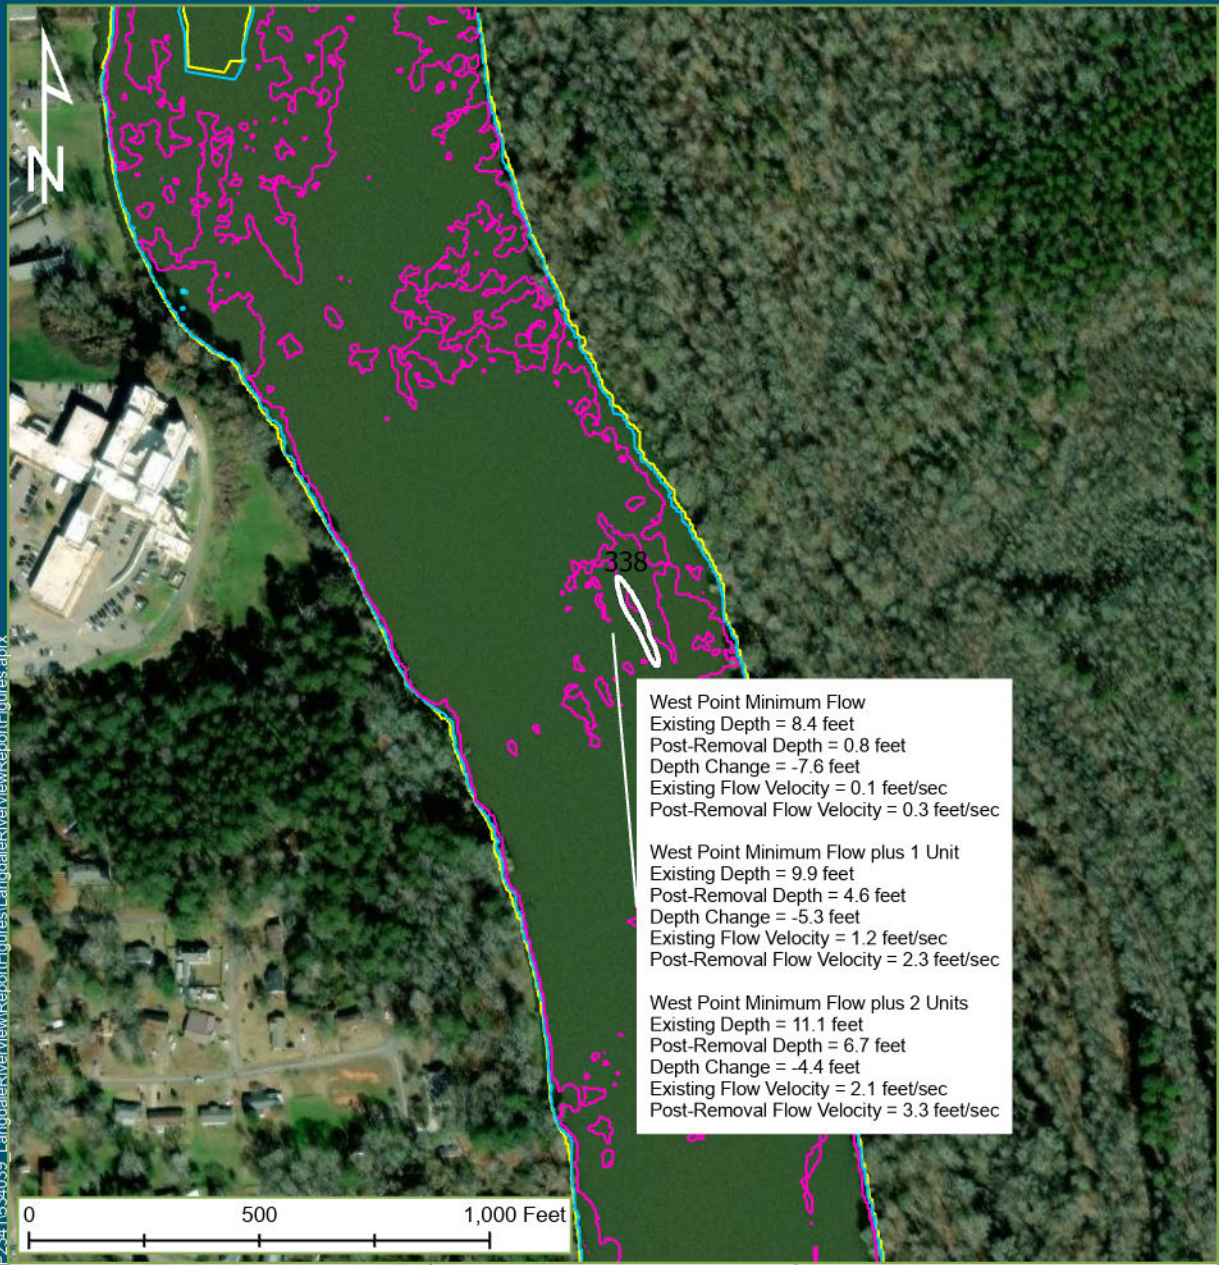 N
338
West Point Minimum Flow
Existing Depth = 8.4 feet
Post-Removal Depth = 0.8 feet
Depth Change = -7.6 feet
Existing Flow Velocity = 0.1 feet/sec
Post-Removal Flow Velocity = 0.3 feet/sec
West Point Minimum Flow plus 1 Unit
Existing Depth = 9.9 feet
Post-Removal Depth = 4.6 feet
Depth Change = -5.3 feet
Existing Flow Velocity = 1.2 feet/sec
Post-Removal Flow Velocity = 2.3 feet/sec
West Point Minimum Flow plus 2 Units
Existing Depth = 11.1 feet
Post-Removal Depth = 6.7 feet
Depth Change = -4.4 feet
Existing Flow Velocity = 2.1 feet/sec
Post-Removal Flow Velocity = 3.3 feet/sec
0 500 1,000 Feet